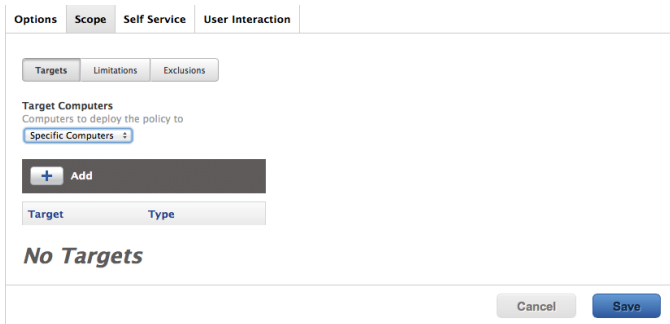 Options Scope Self Service User Interaction
Targets Limitations Exclusions
Target Computers
Computers to deploy the policy to
Specific Computers
+ Add
Target Type
No Targets
Cancel Save